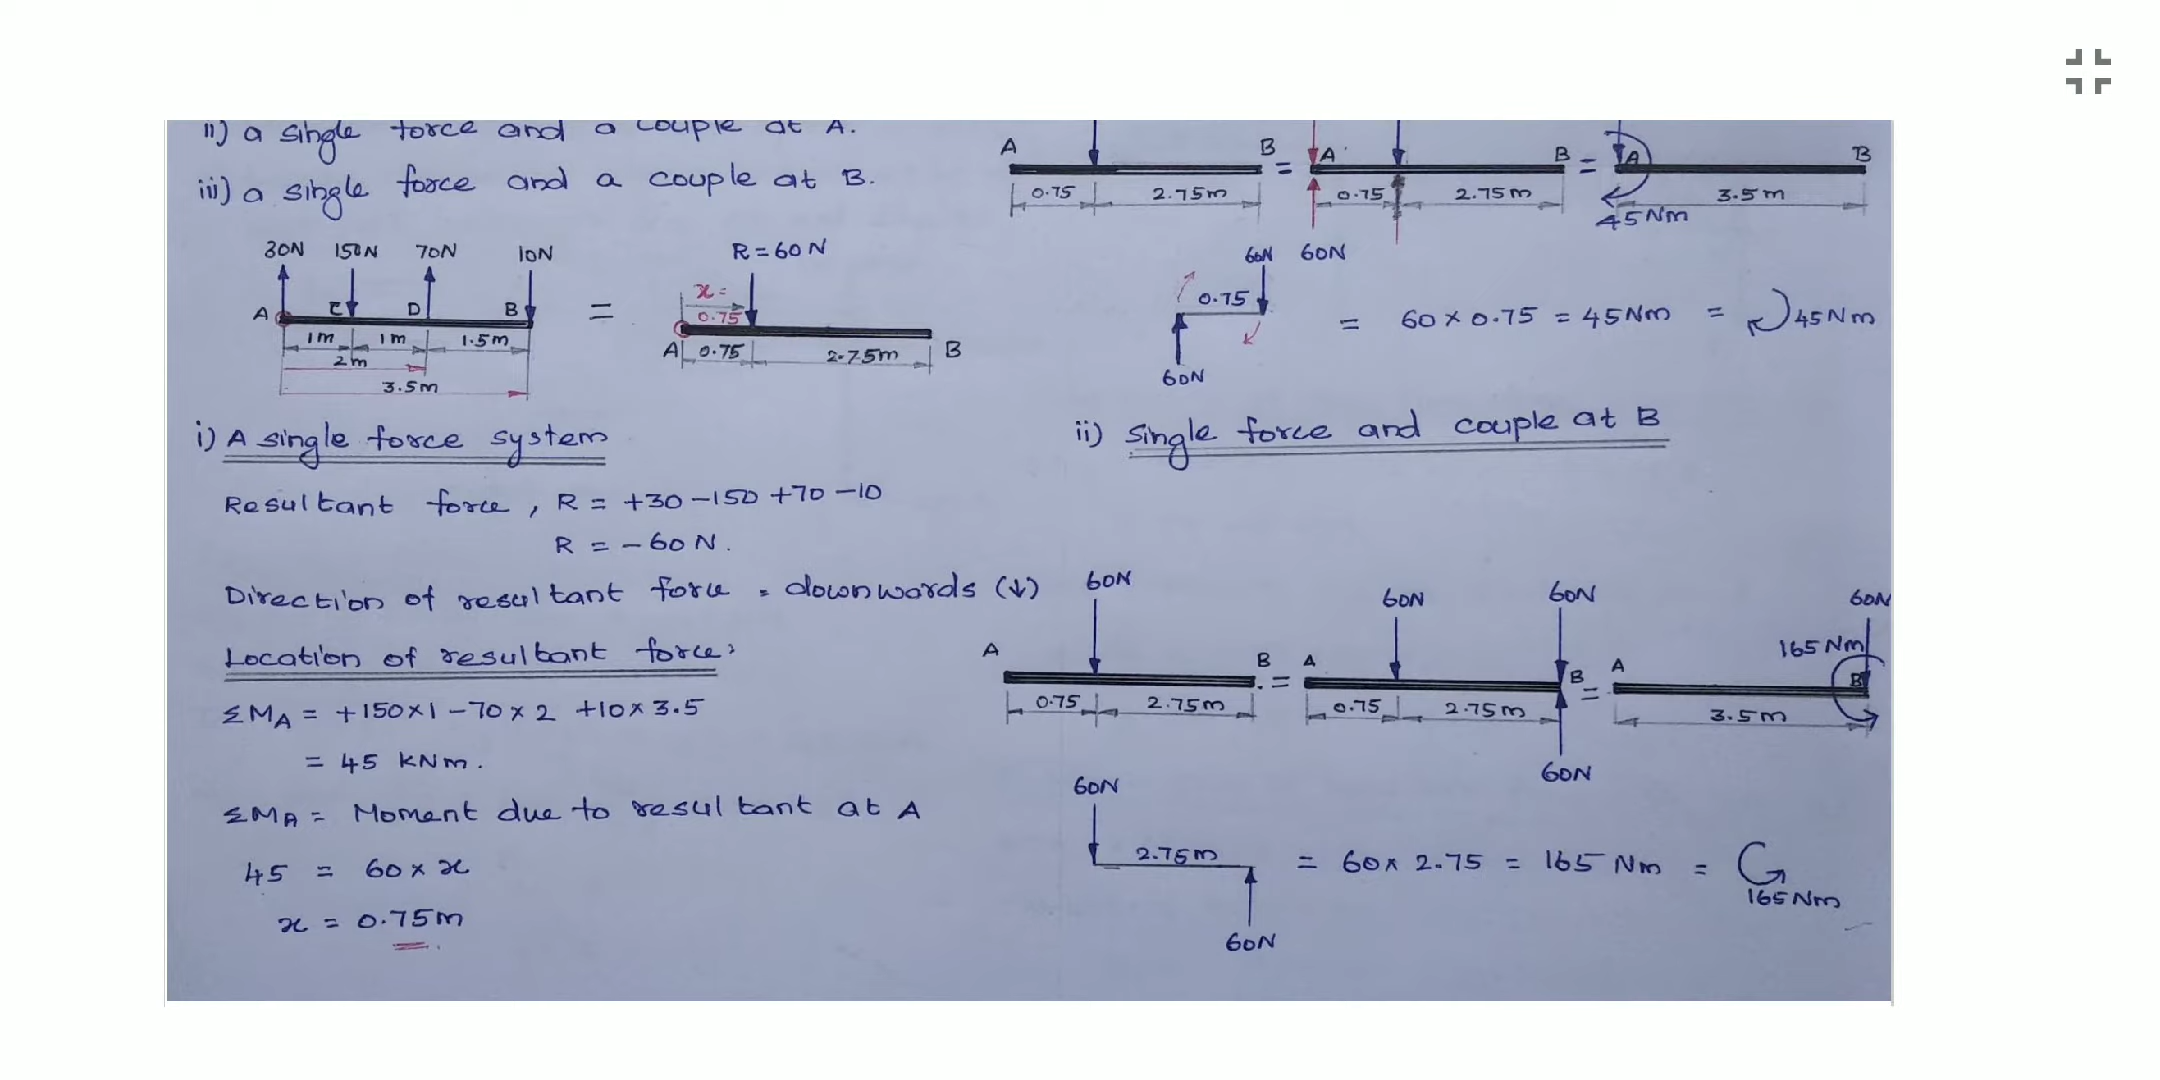 ii) a single force and a couple at A.
iii) a single force and a couple at B.
30N 150N 70N 10N
A C D B
1m 1m 1.5m
2m
3.5m
=
R = 60 N
x =
0.75
A 0.75 2.75m B
i) A single force system
Resultant force, R = +30 -150 +70 -10
R = -60 N.
Direction of resultant force = downwards (↓)
Location of resultant force:
ΣMA = +150×1 -70×2 +10×3.5
= 45 kNm.
ΣMA = Moment due to resultant at A
45 = 60 × x
x = 0.75m
A B = A B = A B
0.75 2.75m 0.75 2.75m 3.5m
45Nm
60N 60N
0.75
60N
= 60 × 0.75 = 45Nm = 45Nm
ii) single force and couple at B
60N 60N 60N 60N
165 Nm
A B = A B = A B
0.75 2.75m 0.75 2.75m 3.5m
60N
60N
2.75m = 60× 2.75 = 165 Nm =
165Nm
60N